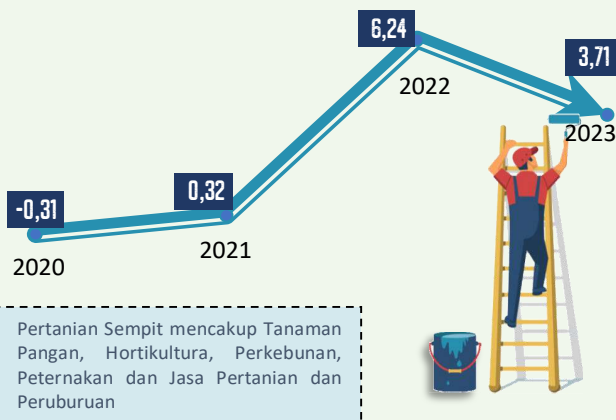 6,24
3,71
2022
2023
-0,31
0,32
2021
2020
Pertanian Sempit mencakup Tanaman
Pangan, Hortikultura, Perkebunan,
Peternakan dan Jasa Pertanian dan
Peruburuan